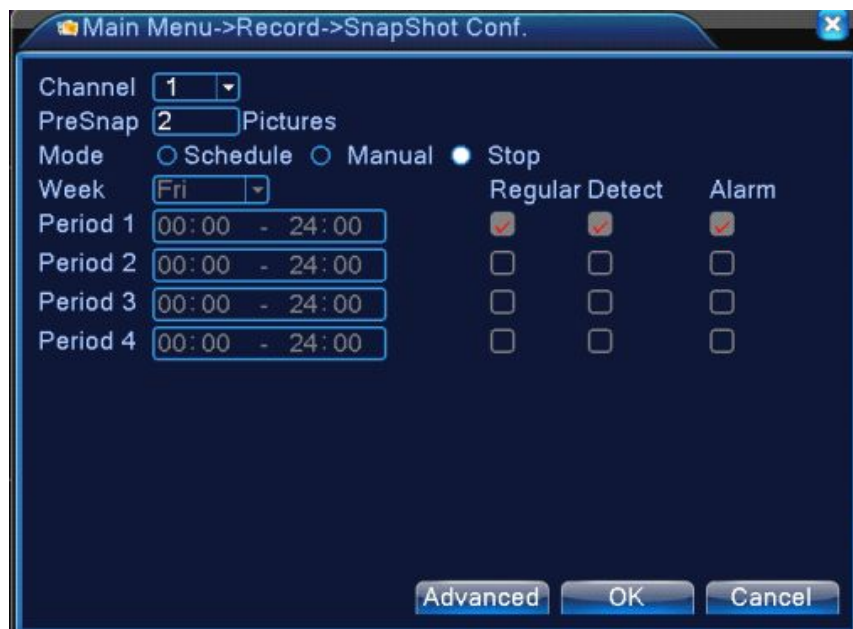 Main Menu->Record->SnapShot Conf.
Channel 1
PreSnap 2 Pictures
Mode Schedule Manual Stop
Week Fri Regular Detect Alarm
Period 1 00:00 - 24:00
Period 2 00:00 - 24:00
Period 3 00:00 - 24:00
Period 4 00:00 - 24:00
Advanced OK Cancel